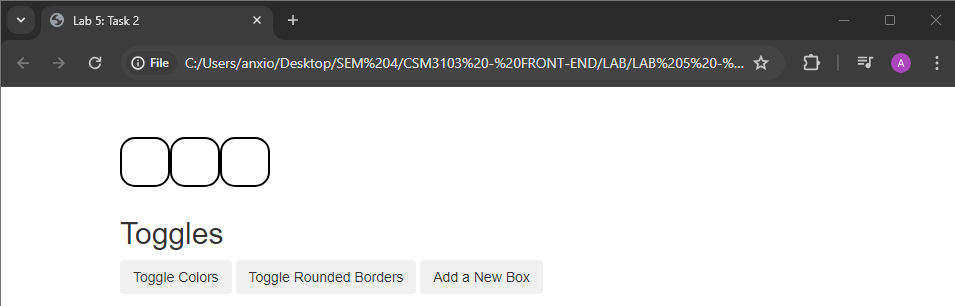 Lab 5: Task 2
File C:/Users/anxio/Desktop/SEM%204/CSM3103%20-%20FRONT-END/LAB/LAB%205%20-%...
A
Toggles
Toggle Colors Toggle Rounded Borders Add a New Box